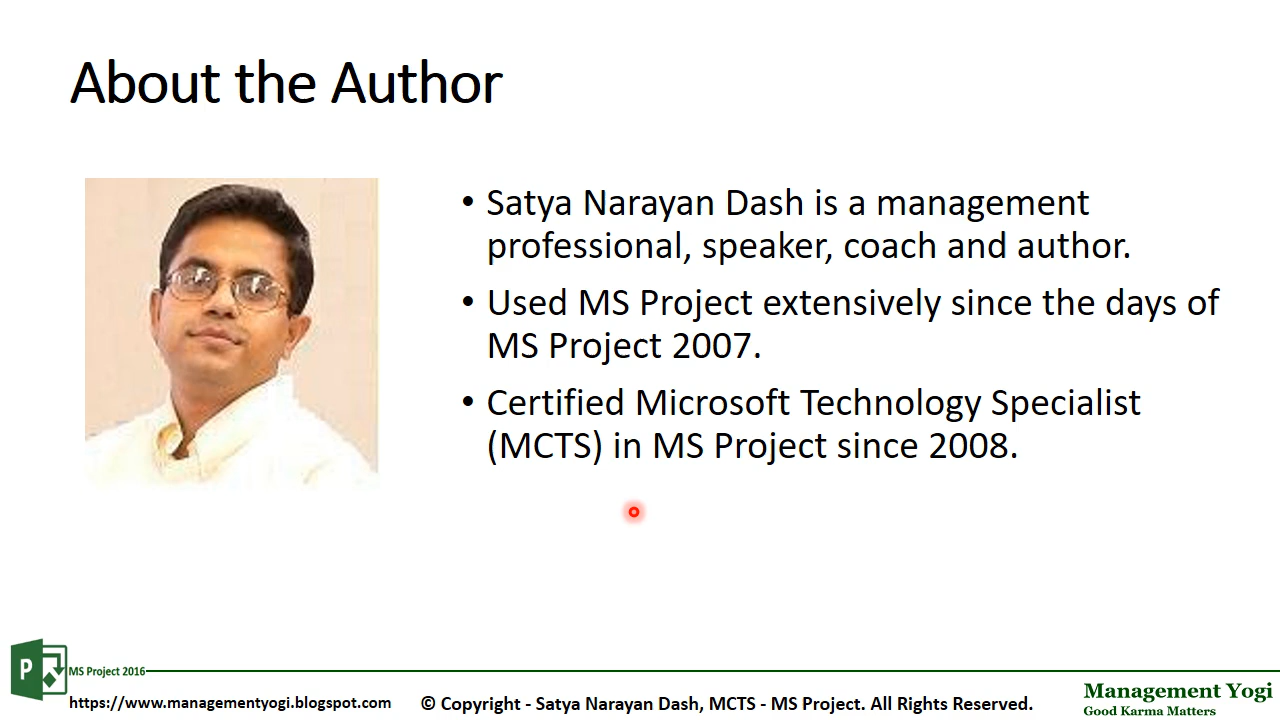 About the Author
• Satya Narayan Dash is a management
professional, speaker, coach and author.
• Used MS Project extensively since the days of
MS Project 2007.
• Certified Microsoft Technology Specialist
(MCTS) in MS Project since 2008.
P
MS Project 2016
https://www.managementyogi.blogspot.com
© Copyright - Satya Narayan Dash, MCTS - MS Project. All Rights Reserved.
Management Yogi
Good Karma Matters